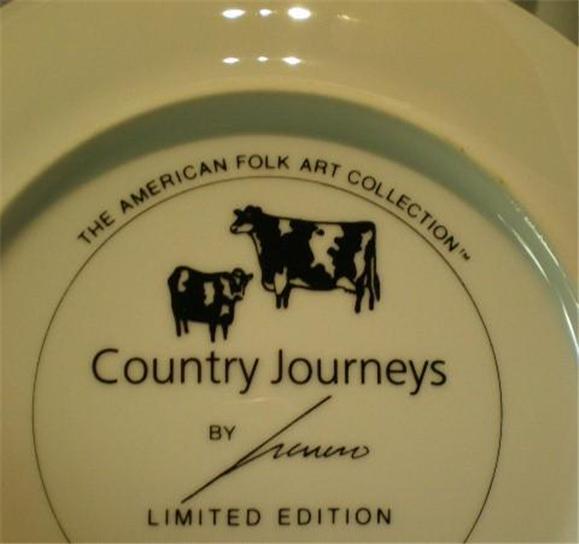 THE AMERICAN FOLK ART COLLECTION™
Country Journeys
BY
LIMITED EDITION